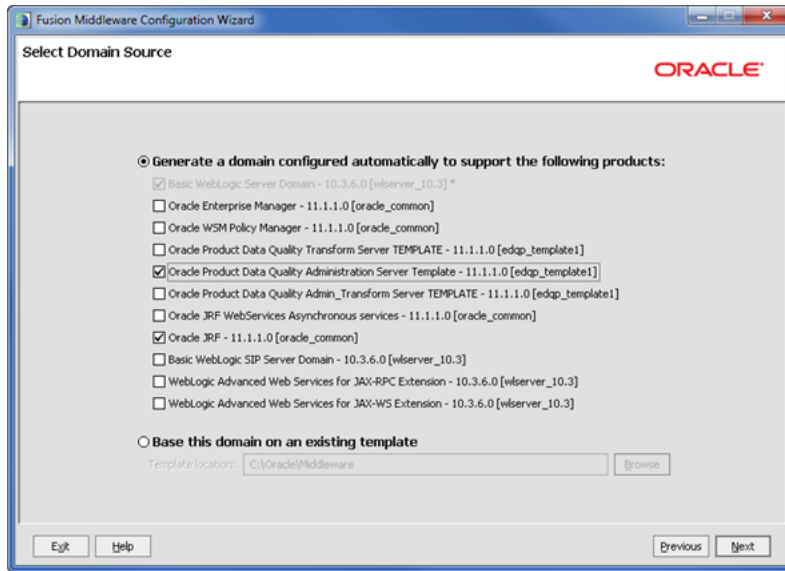 Fusion Middleware Configuration Wizard
Select Domain Source
ORACLE
Generate a domain configured automatically to support the following products:
Basic WebLogic Server Domain - 10.3.6.0 [wlserver_10.3] *
Oracle Enterprise Manager - 11.1.1.0 [oracle_common]
Oracle WSM Policy Manager - 11.1.1.0 [oracle_common]
Oracle Product Data Quality Transform Server TEMPLATE - 11.1.1.0 [edqp_template1]
Oracle Product Data Quality Administration Server Template - 11.1.1.0 [edqp_template1]
Oracle Product Data Quality Admin_Transform Server TEMPLATE - 11.1.1.0 [edqp_template1]
Oracle JRF WebServices Asynchronous services - 11.1.1.0 [oracle_common]
Oracle JRF - 11.1.1.0 [oracle_common]
Basic WebLogic SIP Server Domain - 10.3.6.0 [wlserver_10.3]
WebLogic Advanced Web Services for JAX-RPC Extension - 10.3.6.0 [wlserver_10.3]
WebLogic Advanced Web Services for JAX-WS Extension - 10.3.6.0 [wlserver_10.3]
Base this domain on an existing template
Template location: C:\Oracle\Middleware Browse
Exit Help Previous Next